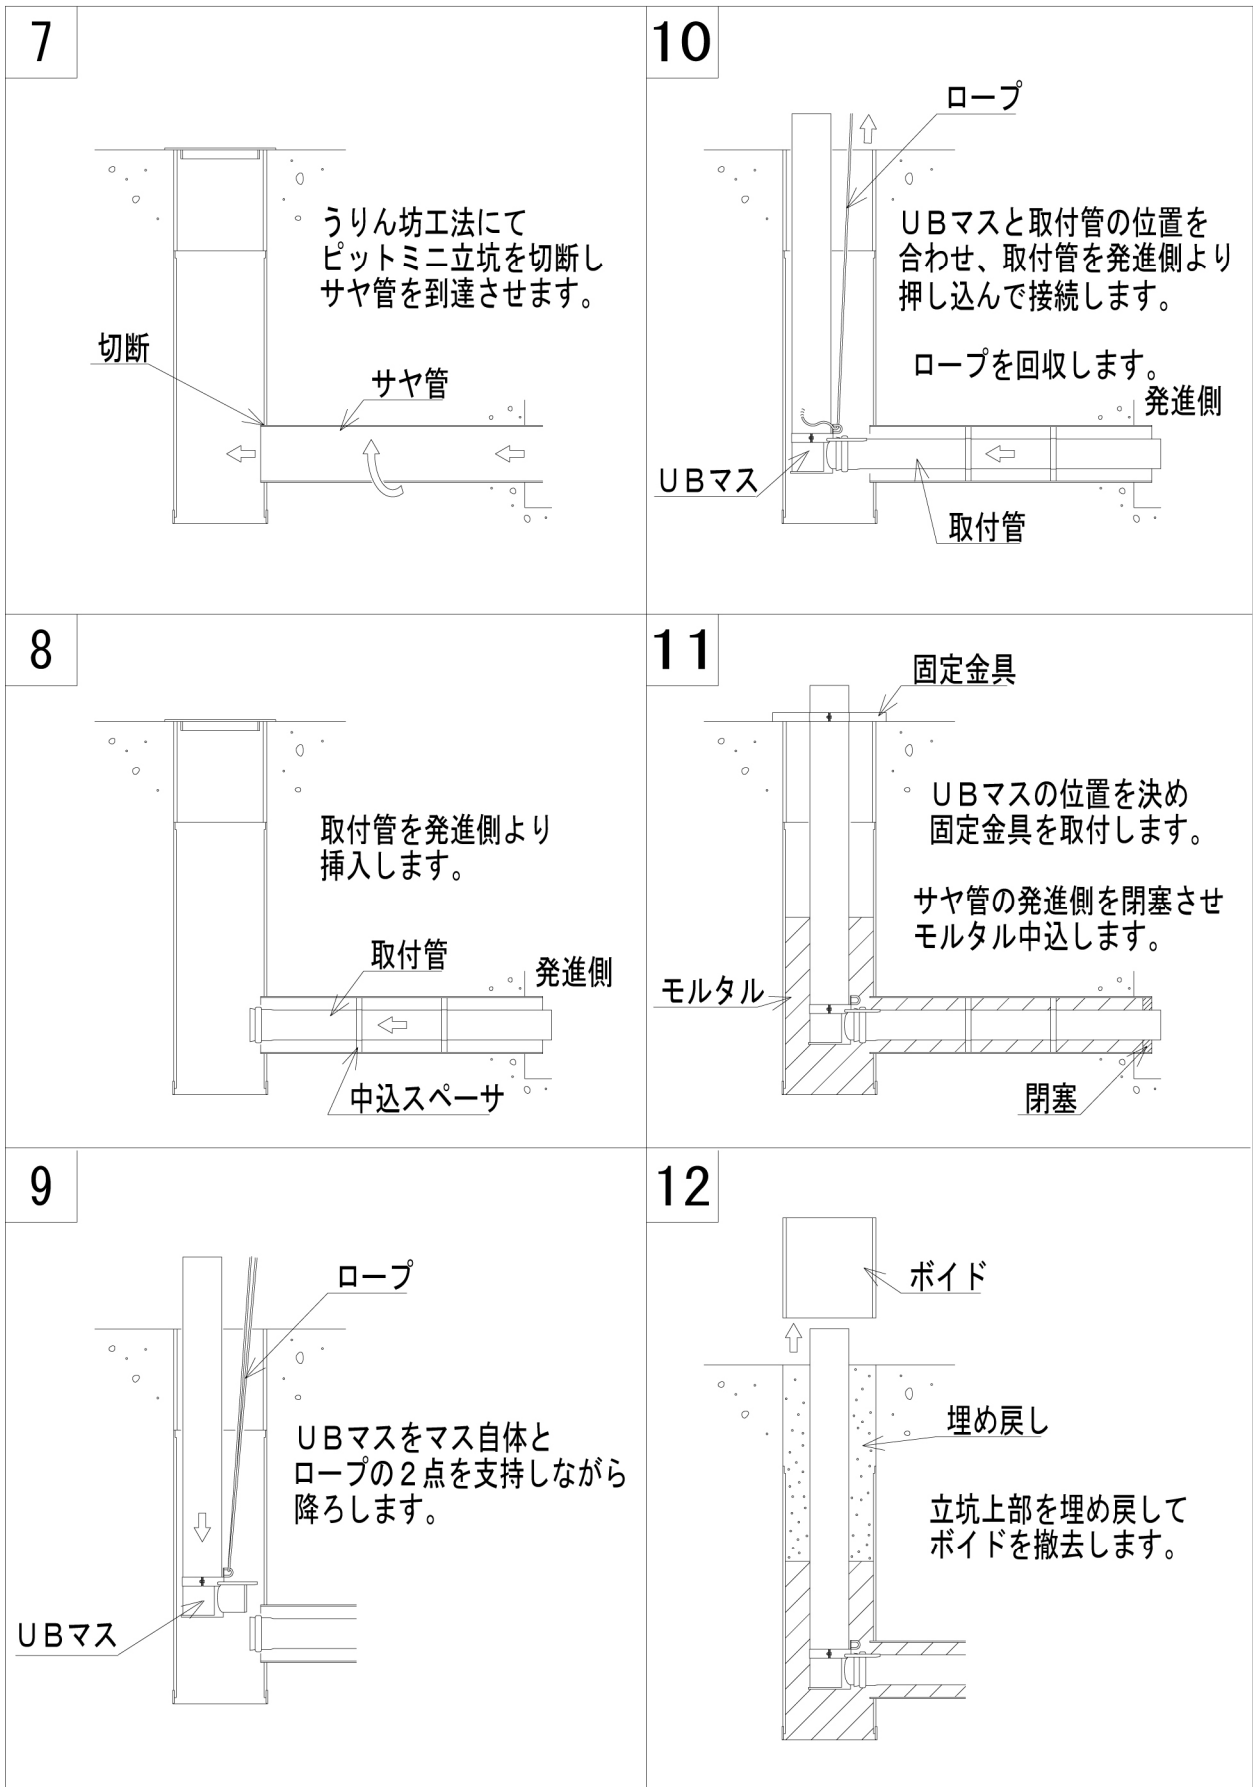 7
うりん坊工法にて
ピットミニ立坑を切断し
サヤ管を到達させます。
切断
サヤ管
8
取付管を発進側より
挿入します。
取付管
発進側
中込スペーサ
9
ロープ
UBマスをマス自体と
ロープの2点を支持しながら
降ろします。
UBマス
10
ロープ
UBマスと取付管の位置を
合わせ、取付管を発進側より
押し込んで接続します。
ロープを回収します。
発進側
UBマス
取付管
11
固定金具
UBマスの位置を決め
固定金具を取付します。
サヤ管の発進側を閉塞させ
モルタル中込します。
モルタル
閉塞
12
ボイド
埋め戻し
立坑上部を埋め戻して
ボイドを撤去します。